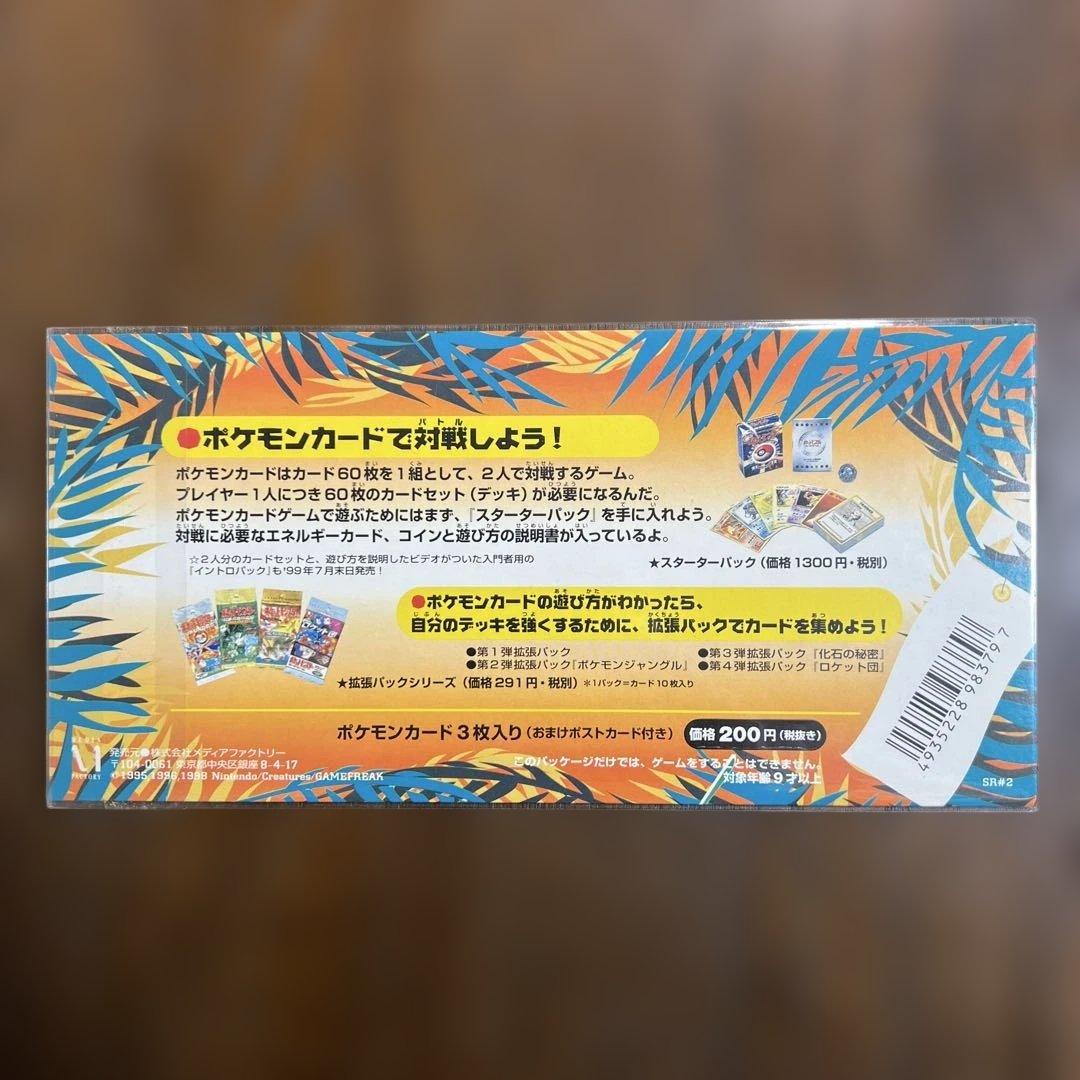 ●ポケモンカードで対戦しよう!
バトル
ポケモンカードはカード60枚を1組として、2人で対戦するゲーム。
プレイヤー1人につき60枚のカードセット(デッキ)が必要になるんだ。
ポケモンカードゲームで遊ぶためにはまず、『スターターパック』を手に入れよう。
対戦に必要なエネルギーカード、コインと遊び方の説明書が入っているよ。
☆2人分のカードセットと、遊び方を説明したビデオがついた入門者用の
『イントロパック』も'99年7月末日発売!
★スターターパック(価格1300円・税別)
●ポケモンカードの遊び方がわかったら、
自分のデッキを強くするために、拡張パックでカードを集めよう!
●第1弾拡張パック
●第2弾拡張パック『ポケモンジャングル』
●第3弾拡張パック『化石の秘密』
●第4弾拡張パック『ロケット団』
★拡張パックシリーズ(価格291円・税別) *1パック=カード10枚入り
ポケモンカード3枚入り(おまけポストカード付き) 価格200円(税抜き)
このパッケージだけでは、ゲームをすることはできません。
対象年齢9才以上
MEDIA
FACTORY
発売元●株式会社メディアファクトリー
〒104-0061 東京都中央区銀座8-4-17
©1995,1996,1998 Nintendo/Creatures/GAMEFREAK
4935228983797
SR#2